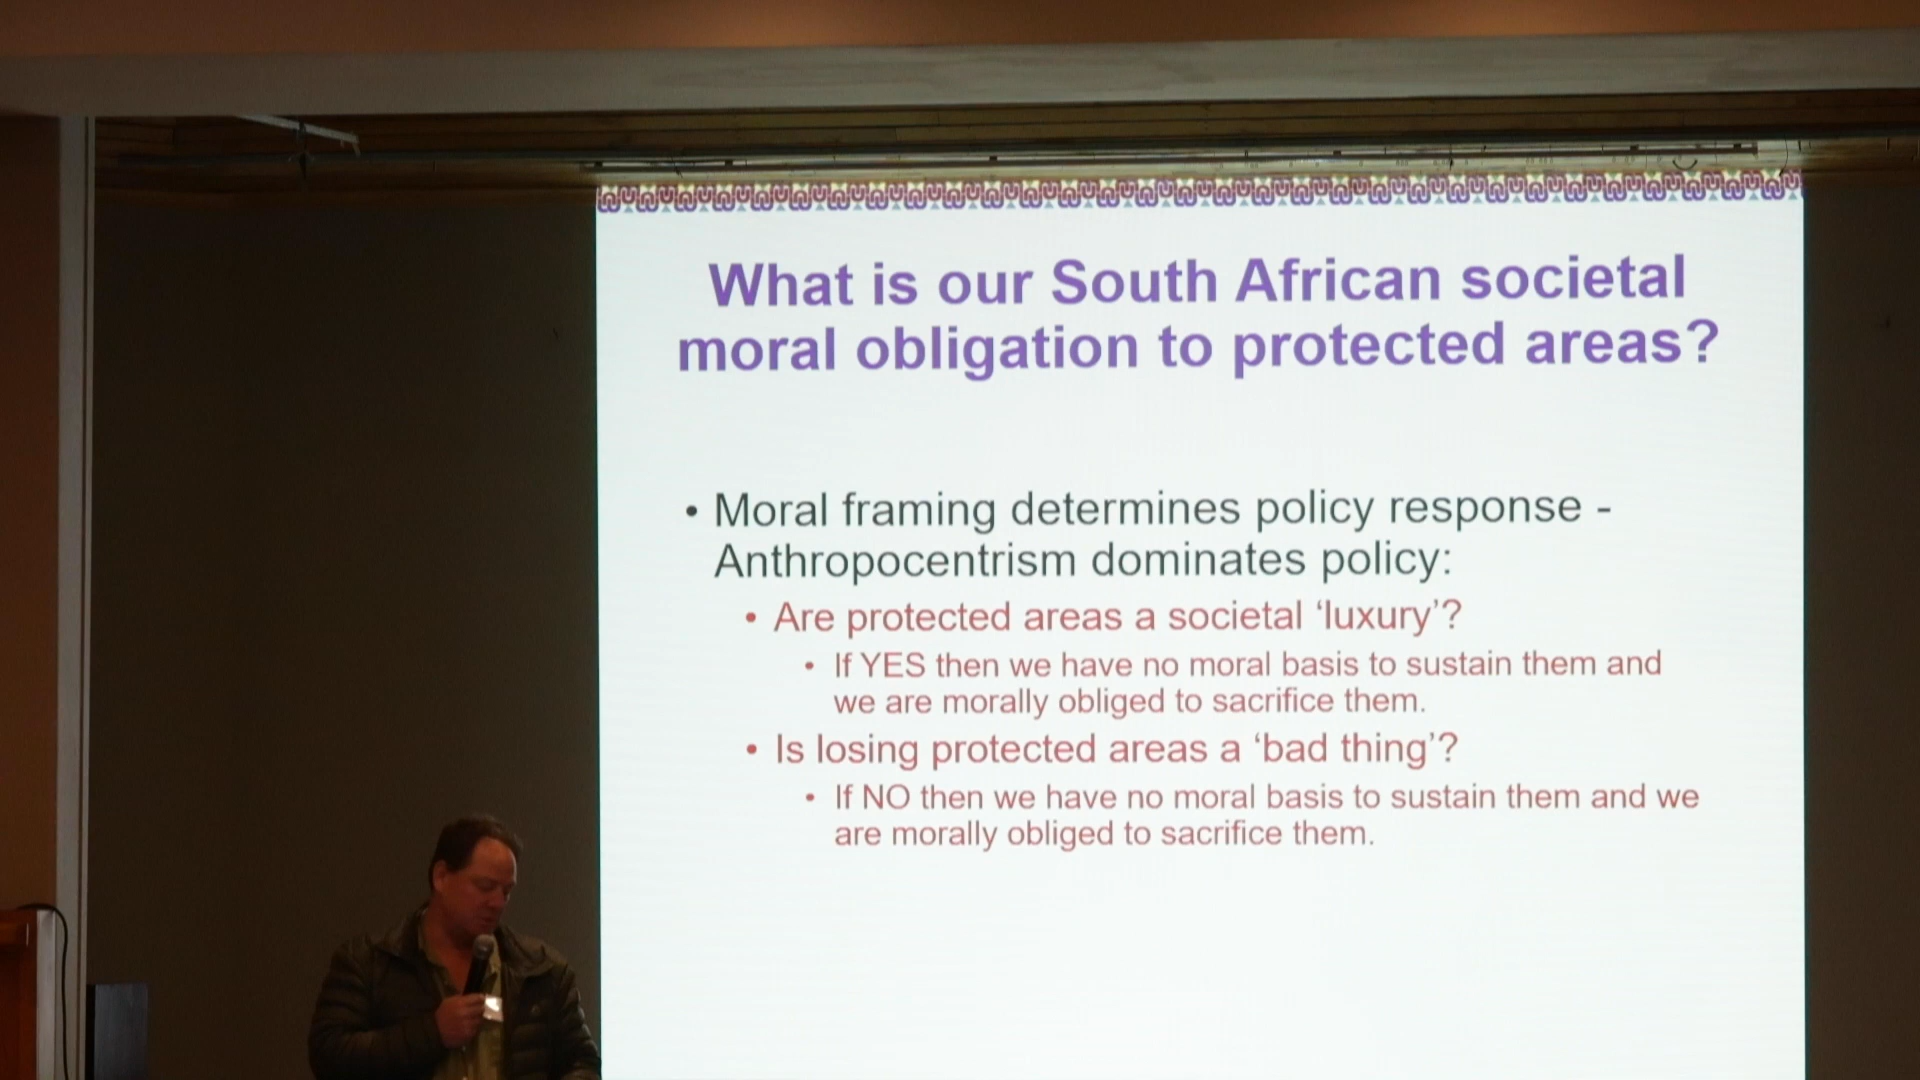 What is our South African societal
moral obligation to protected areas?
• Moral framing determines policy response -
Anthropocentrism dominates policy:
• Are protected areas a societal ‘luxury’?
• If YES then we have no moral basis to sustain them and
we are morally obliged to sacrifice them.
• Is losing protected areas a ‘bad thing’?
• If NO then we have no moral basis to sustain them and we
are morally obliged to sacrifice them.